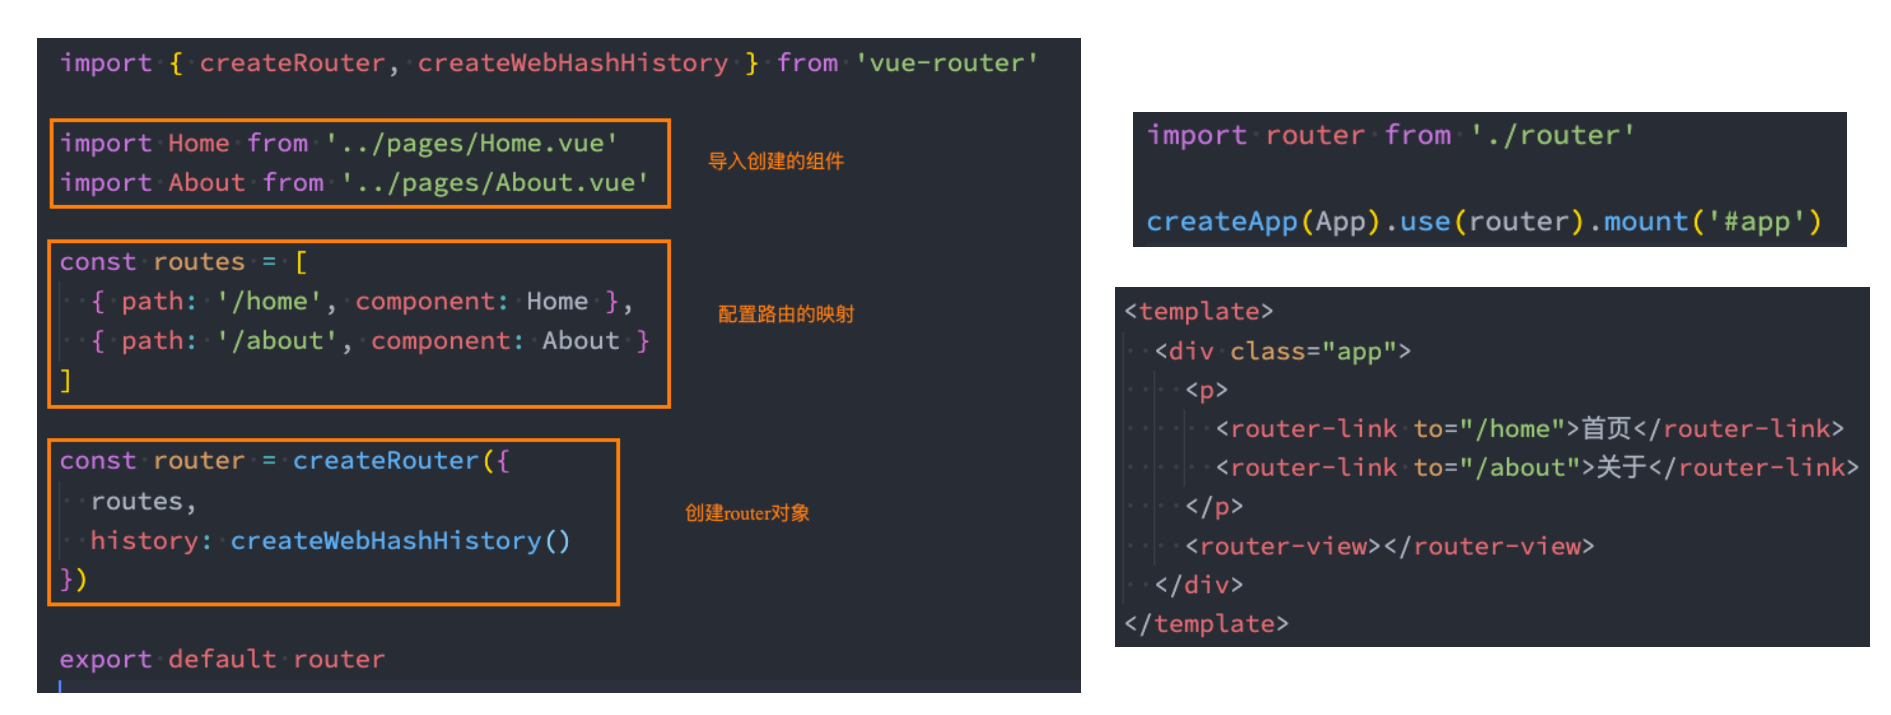 import { createRouter, createWebHashHistory } from 'vue-router'
import Home from '../pages/Home.vue'
import About from '../pages/About.vue'
导入创建的组件
const routes = [
{ path: '/home', component: Home },
{ path: '/about', component: About }
]
配置路由的映射
const router = createRouter({
routes,
history: createWebHashHistory()
})
创建router对象
export default router
import router from './router'
createApp(App).use(router).mount('#app')
<template>
<div class="app">
<p>
<router-link to="/home">首页</router-link>
<router-link to="/about">关于</router-link>
</p>
<router-view></router-view>
</div>
</template>